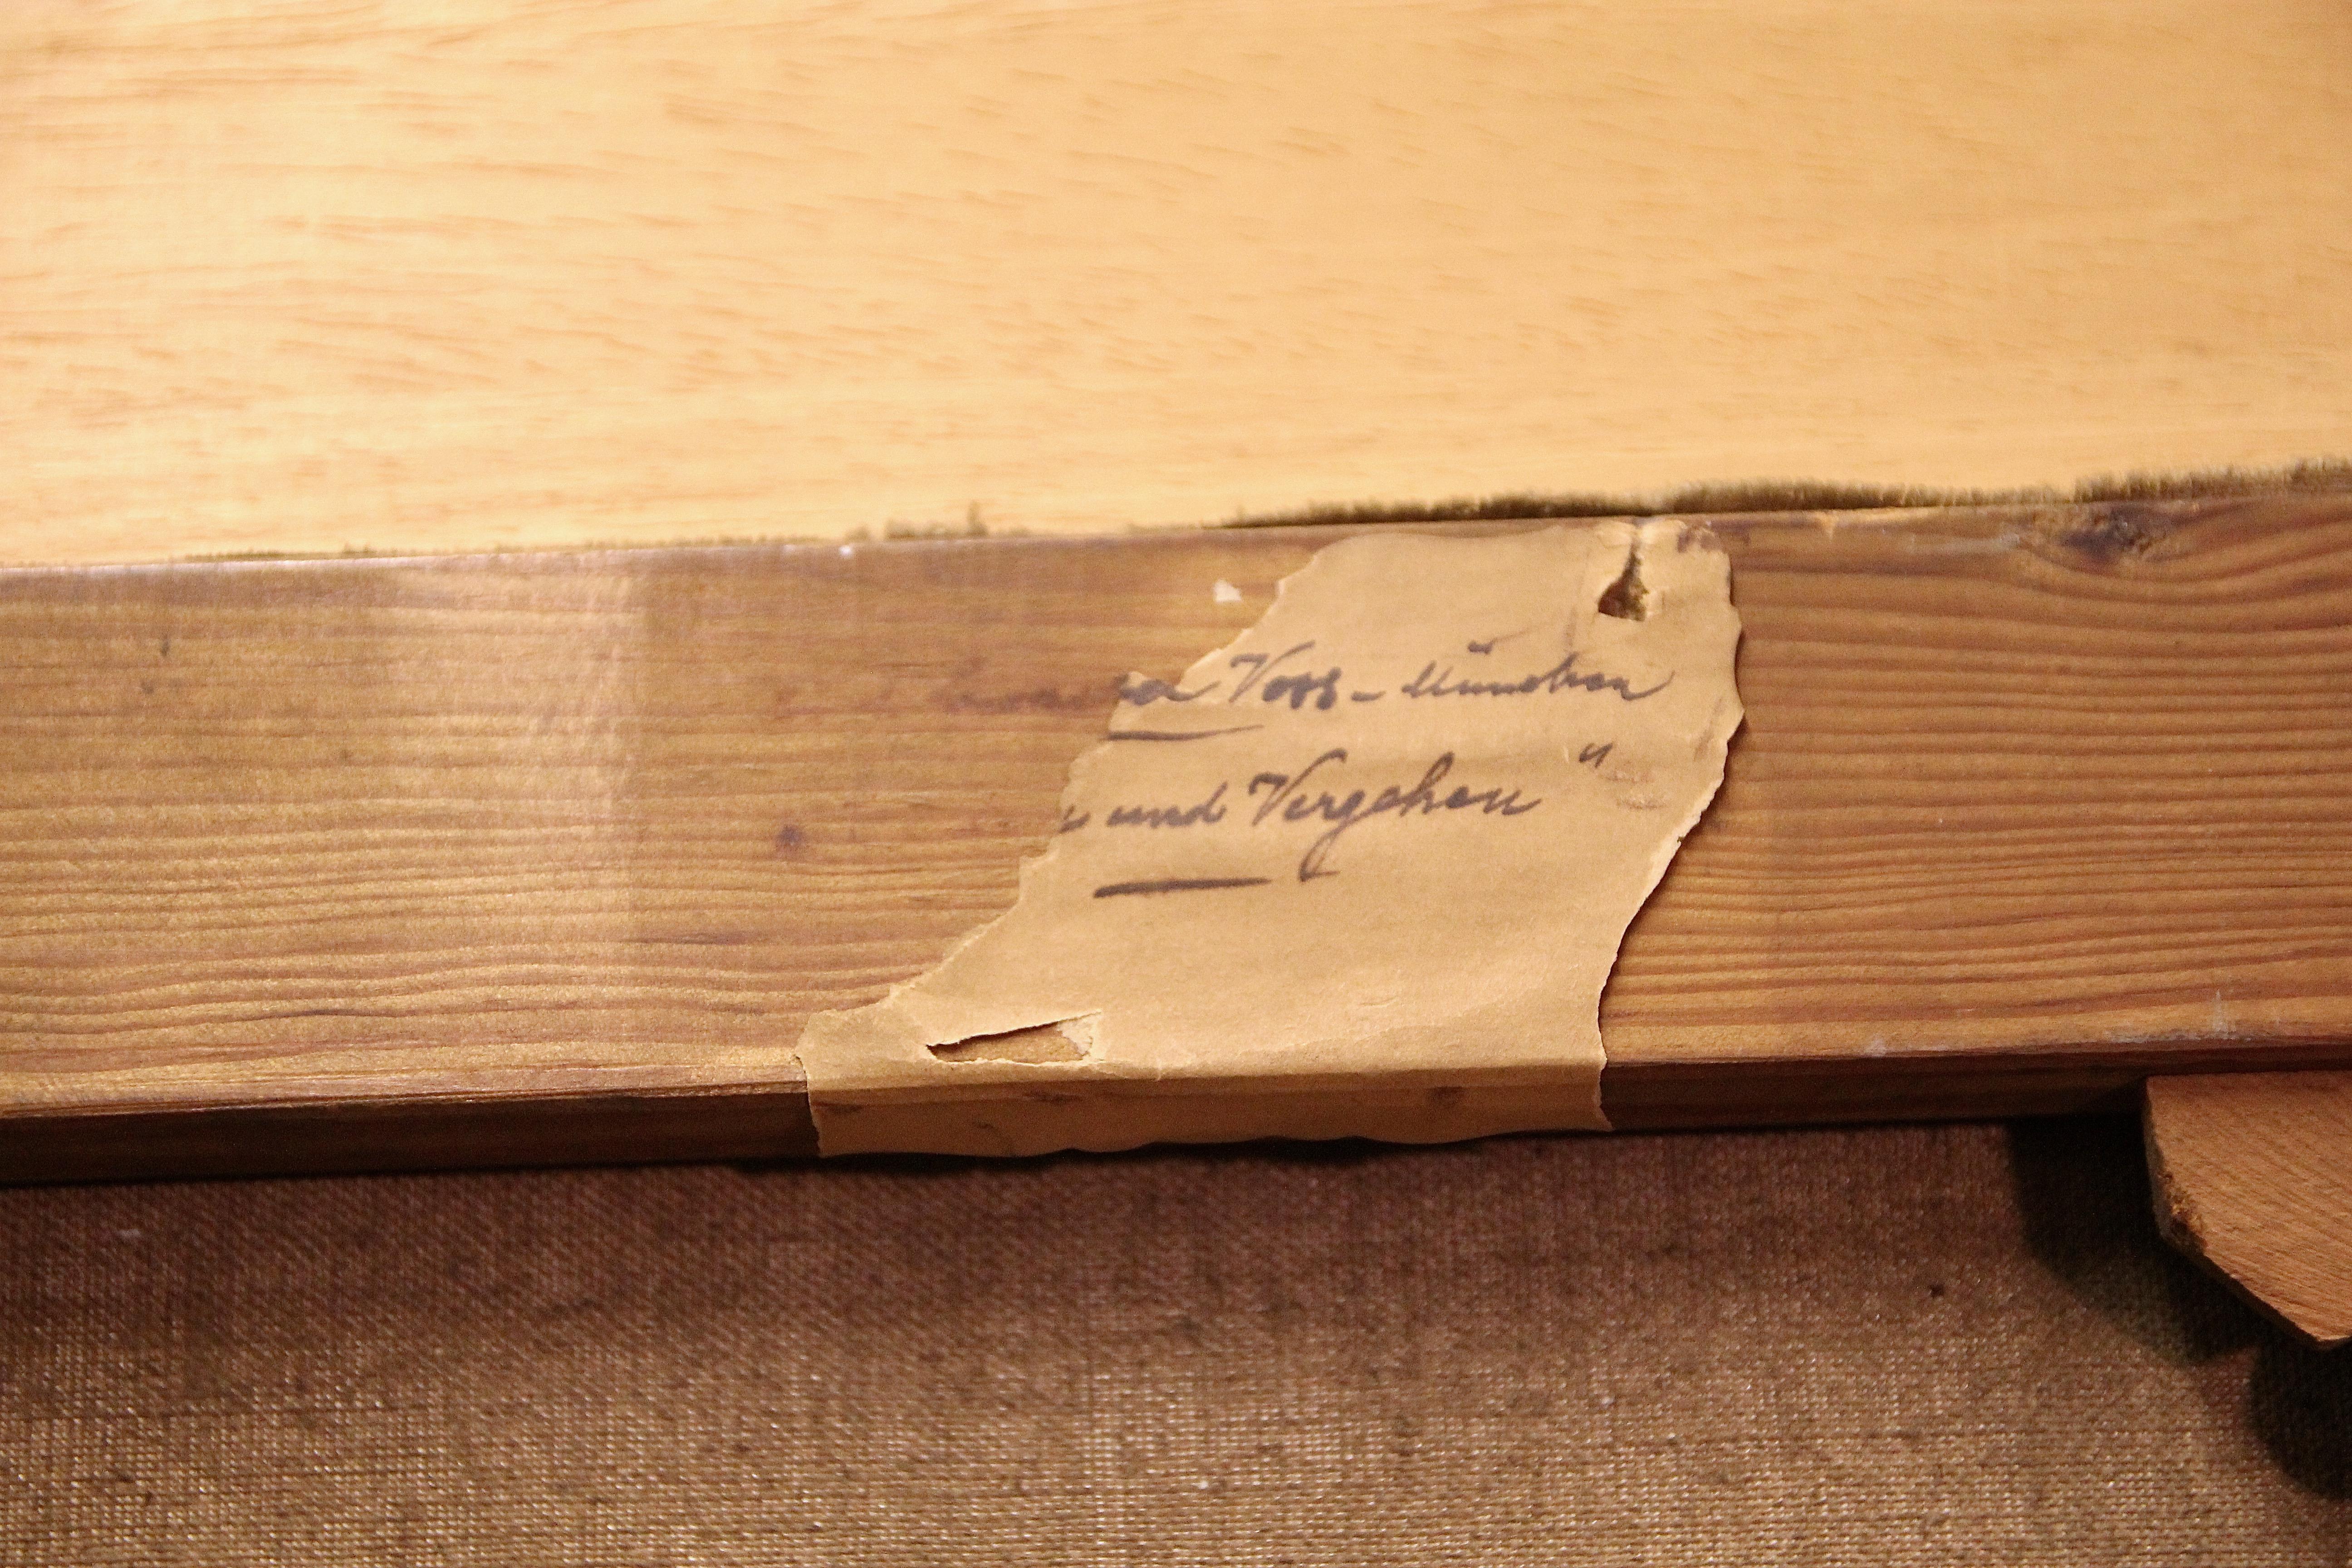 Voss - München
und Vergehen"